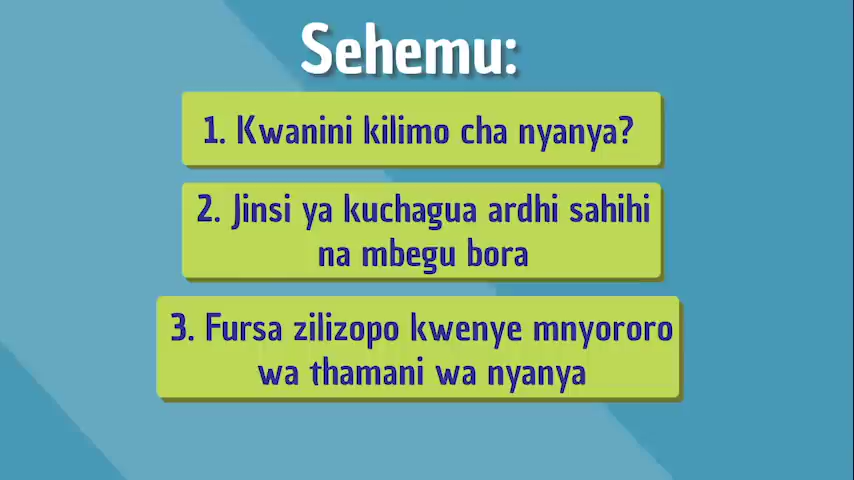 Sehemu:
1. Kwanini kilimo cha nyanya?
2. Jinsi ya kuchagua ardhi sahihi
na mbegu bora
3. Fursa zilizopo kwenye mnyororo
wa thamani wa nyanya